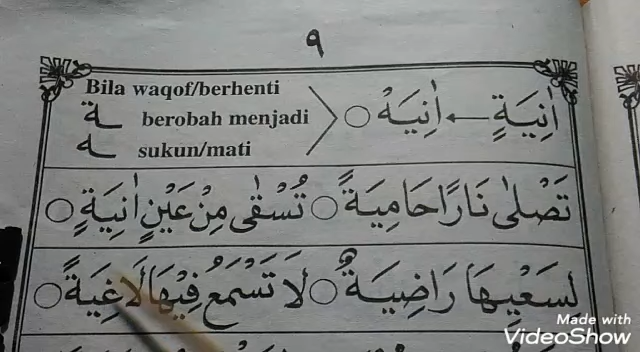 ٩
Bila waqof/berhenti
ـة berobah menjadi
ـه sukun/mati
اٰنِيَةٍ ← اٰنِيَهْ ○
تَصْلٰى نَارًا حَامِيَةً ○ تُسْقٰى مِنْ عَيْنٍ اٰنِيَةٍ ○
لِسَعْيِهَا رَاضِيَةٌ ○ لَا تَسْمَعُ فِيْهَا لَاغِيَةً ○
Made with
VideoShow